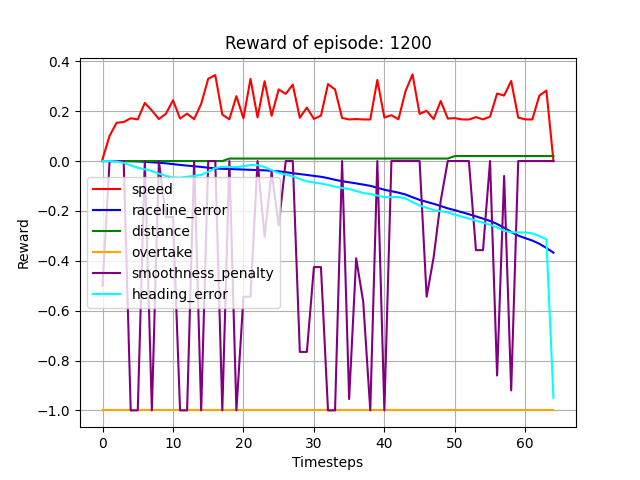 Reward of episode: 1200
0.4
0.2
0.0
−0.2
−0.4
−0.6
−0.8
−1.0
Reward
speed
raceline_error
distance
overtake
smoothness_penalty
heading_error
0 10 20 30 40 50 60
Timesteps